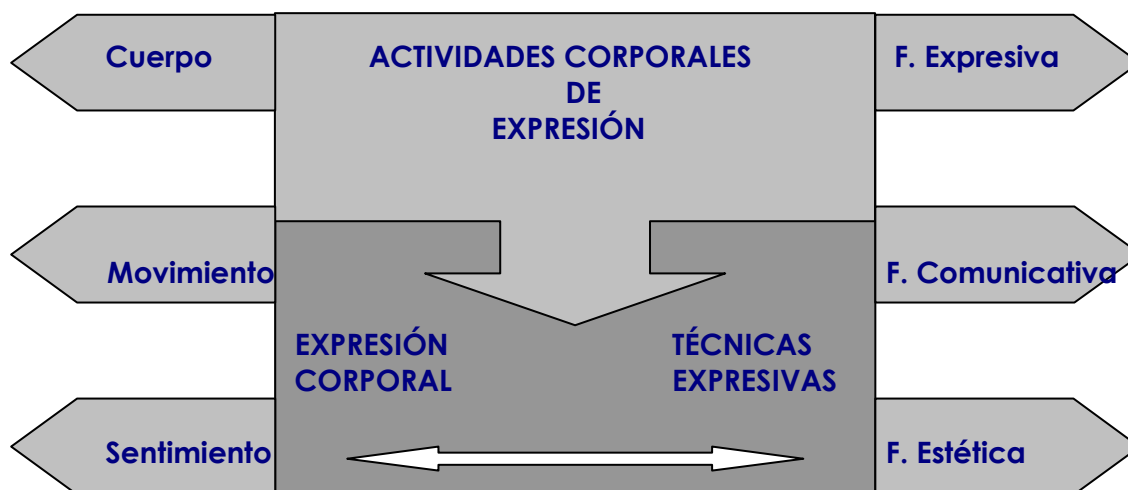 Cuerpo
ACTIVIDADES CORPORALES
DE
EXPRESIÓN
F. Expresiva
Movimiento
F. Comunicativa
EXPRESIÓN
CORPORAL
TÉCNICAS
EXPRESIVAS
Sentimiento
F. Estética